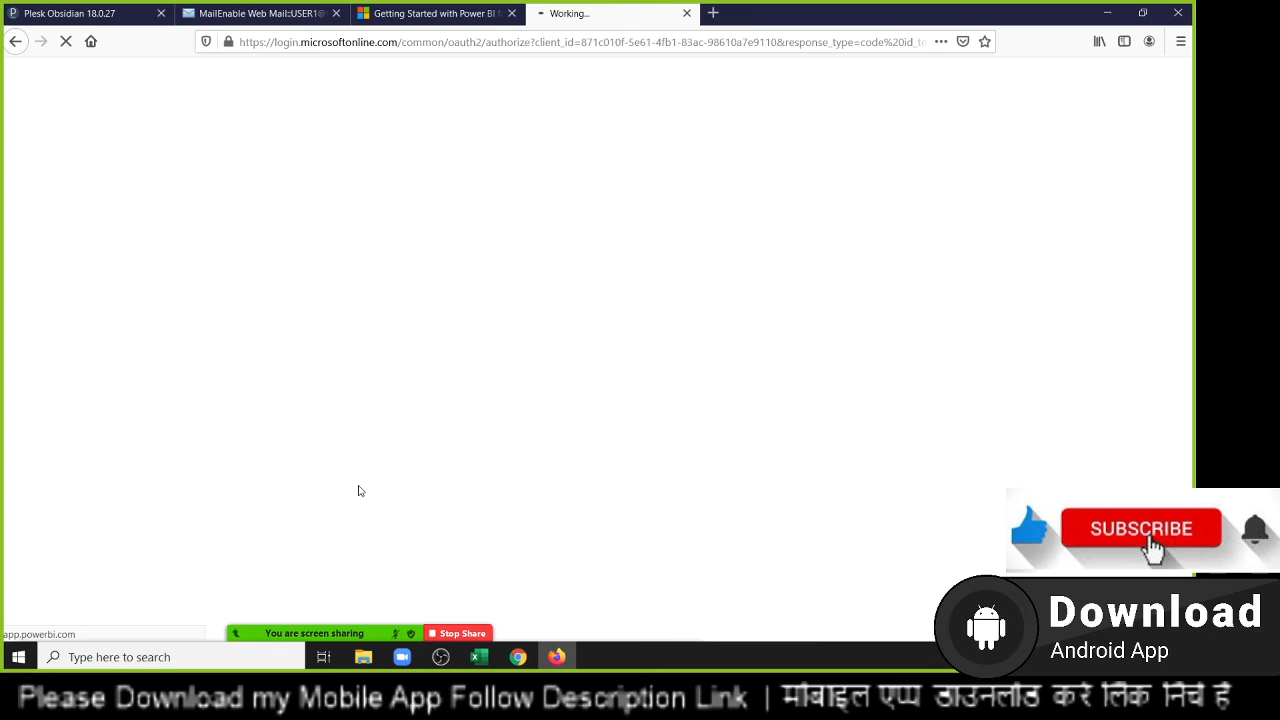 Plesk Obsidian 18.0.27
MailEnable Web Mail::USER1@
Getting Started with Power BI
Working...
https://login.microsoftonline.com/common/oauth2/authorize?client_id=871c010f-5e61-4fb1-83ac-98610a7e9110&response_type=code%20id_to
SUBSCRIBE
Download
Android App
app.powerbi.com
You are screen sharing
Stop Share
Type here to search
Please Download my Mobile App Follow Description Link | मोबाइल एप्प डाउनलोड करे लिंक निचे है